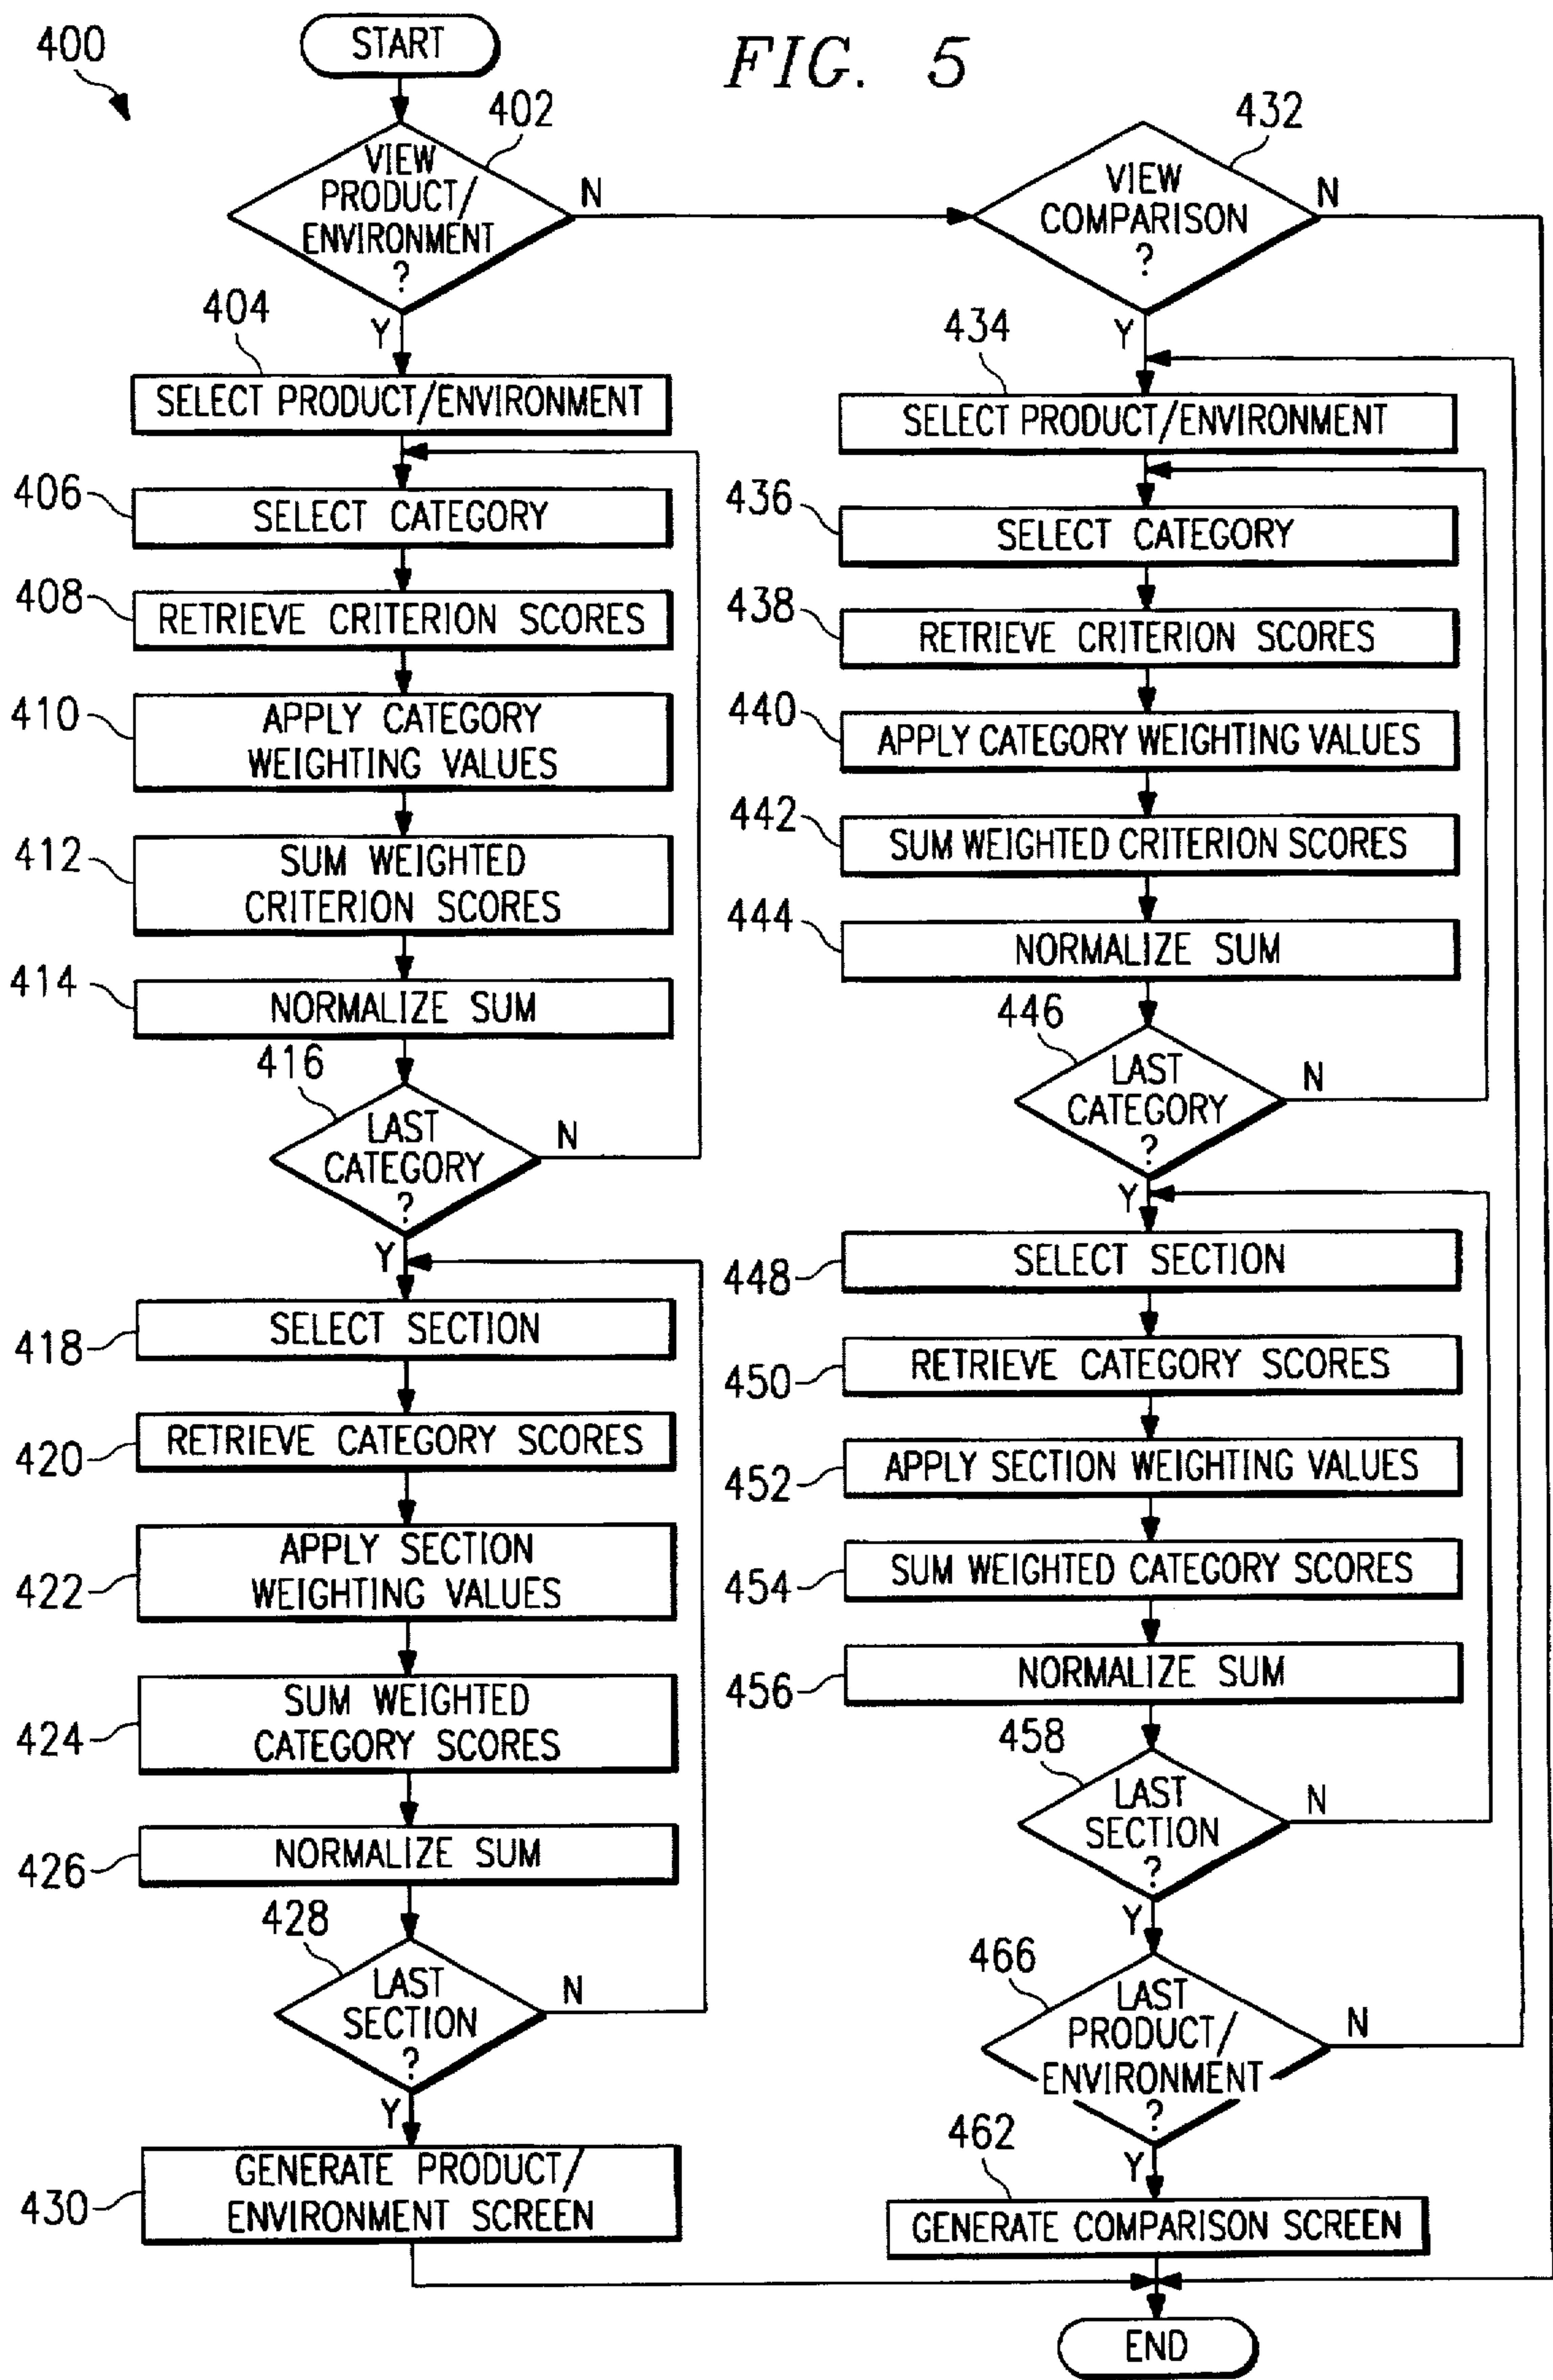 400
START
FIG. 5
402
VIEW
PRODUCT/
ENVIRONMENT
?
N
Y
404
SELECT PRODUCT/ENVIRONMENT
406
SELECT CATEGORY
408
RETRIEVE CRITERION SCORES
410
APPLY CATEGORY
WEIGHTING VALUES
412
SUM WEIGHTED
CRITERION SCORES
414
NORMALIZE SUM
416
LAST
CATEGORY
?
N
Y
418
SELECT SECTION
420
RETRIEVE CATEGORY SCORES
422
APPLY SECTION
WEIGHTING VALUES
424
SUM WEIGHTED
CATEGORY SCORES
426
NORMALIZE SUM
428
LAST
SECTION
?
N
Y
430
GENERATE PRODUCT/
ENVIRONMENT SCREEN
432
VIEW
COMPARISON
?
N
Y
434
SELECT PRODUCT/ENVIRONMENT
436
SELECT CATEGORY
438
RETRIEVE CRITERION SCORES
440
APPLY CATEGORY WEIGHTING VALUES
442
SUM WEIGHTED CRITERION SCORES
444
NORMALIZE SUM
446
LAST
CATEGORY
?
N
Y
448
SELECT SECTION
450
RETRIEVE CATEGORY SCORES
452
APPLY SECTION WEIGHTING VALUES
454
SUM WEIGHTED CATEGORY SCORES
456
NORMALIZE SUM
458
LAST
SECTION
?
N
Y
466
LAST
PRODUCT/
ENVIRONMENT
?
N
Y
462
GENERATE COMPARISON SCREEN
END